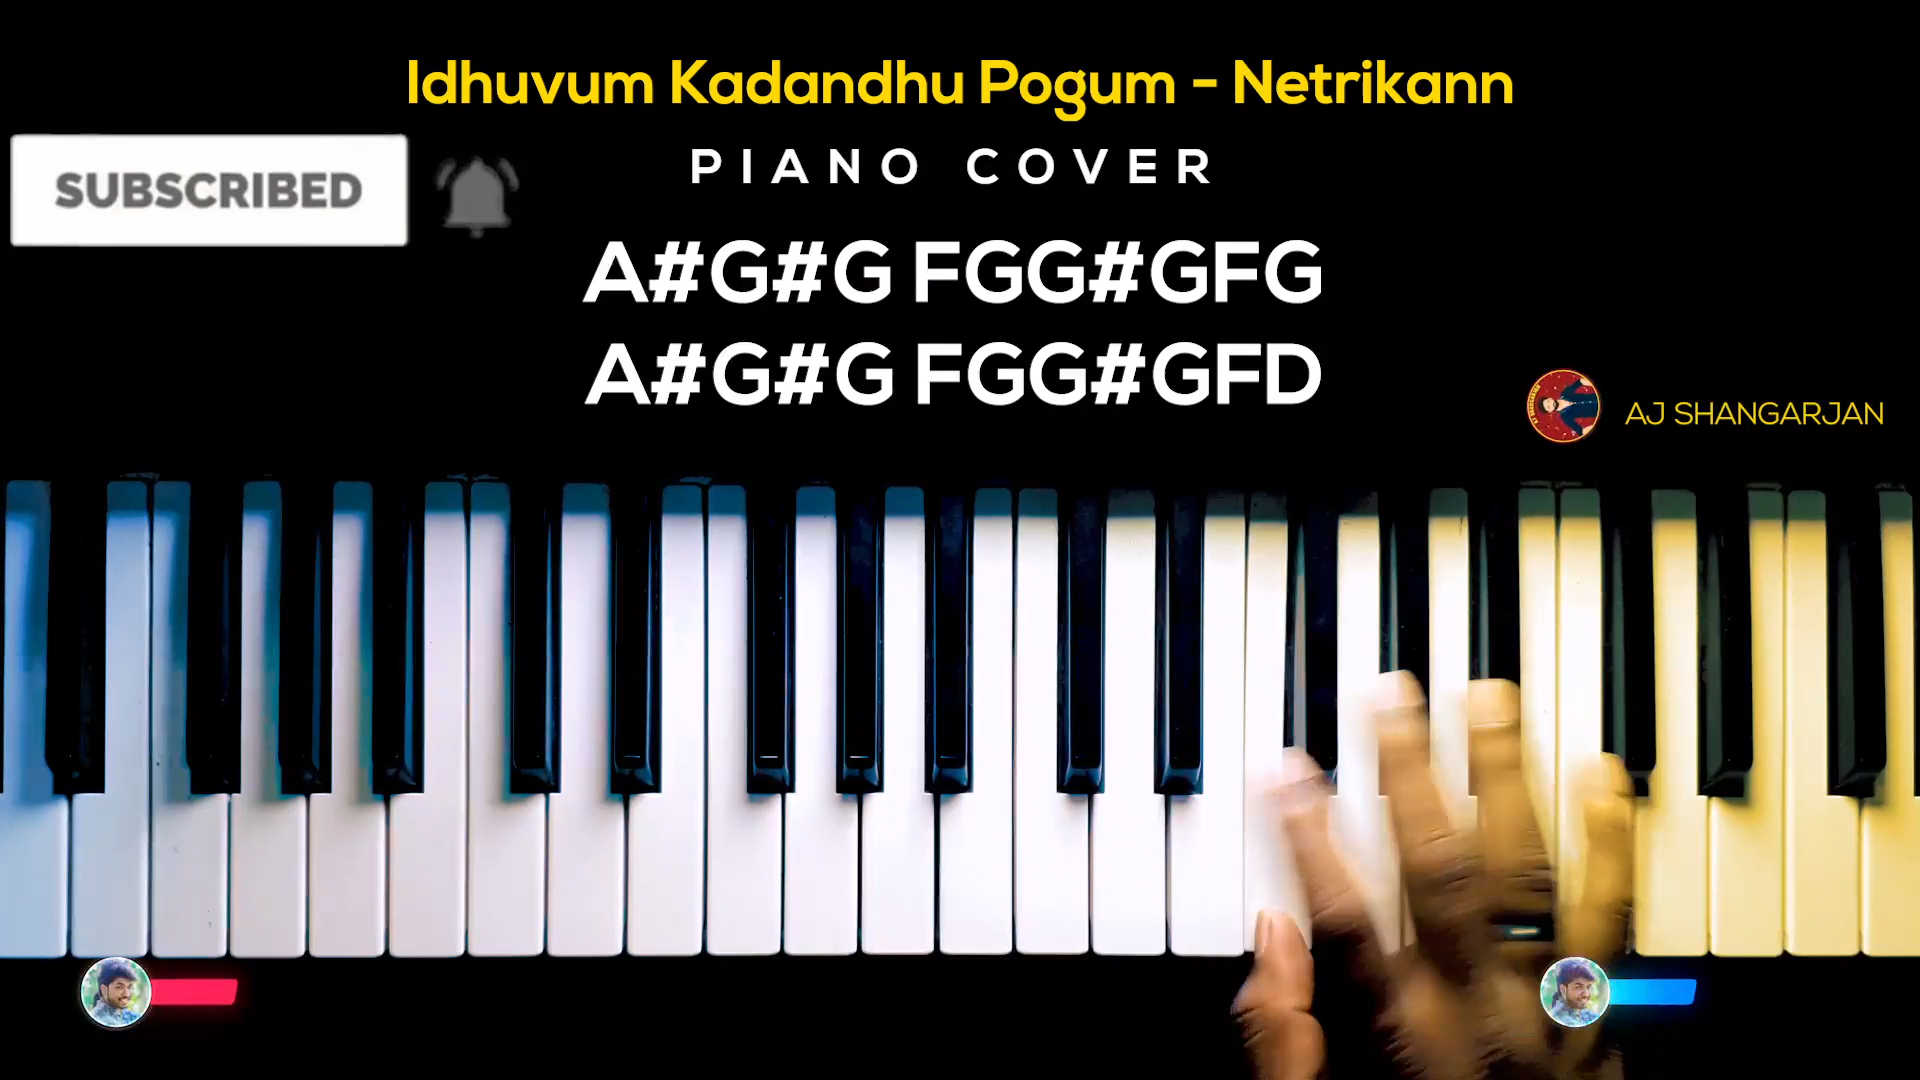 Idhuvum Kadandhu Pogum - Netrikann
PIANO COVER
SUBSCRIBED
A#G#G FGG#GFG
A#G#G FGG#GFD
AJ SHANGARJAN